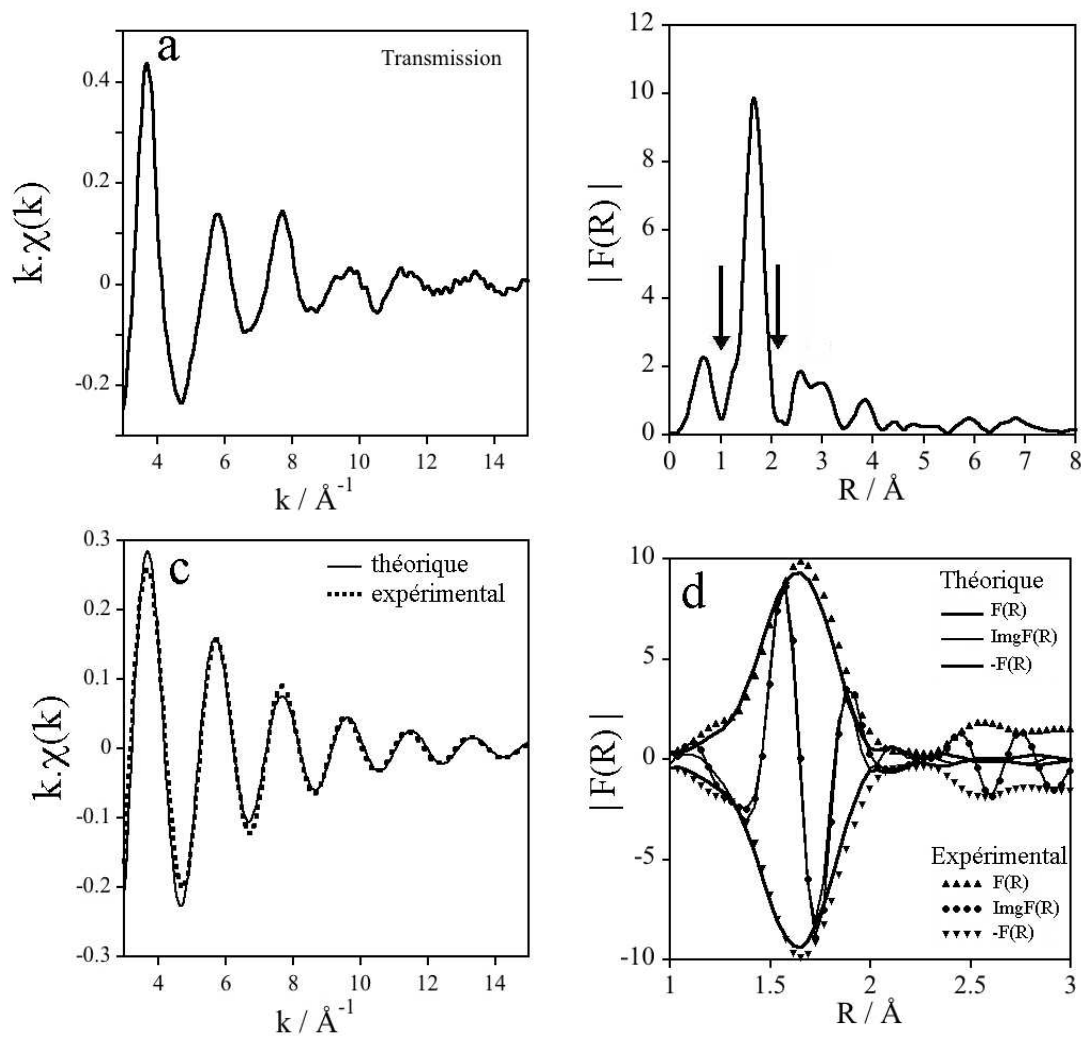 a
Transmission
k.χ(k)
0.4
0.2
0
-0.2
4
6
8
10
12
14
k / Å-1
|F(R)|
12
10
8
6
4
2
0
0
1
2
3
4
5
6
7
8
R / Å
c
théorique
expérimental
k.χ(k)
0.3
0.2
0.1
0
-0.1
-0.2
-0.3
4
6
8
10
12
14
k / Å-1
d
Théorique
F(R)
ImgF(R)
-F(R)
|F(R)|
10
5
0
-5
-10
Expérimental
F(R)
ImgF(R)
-F(R)
1
1.5
2
2.5
3
R / Å